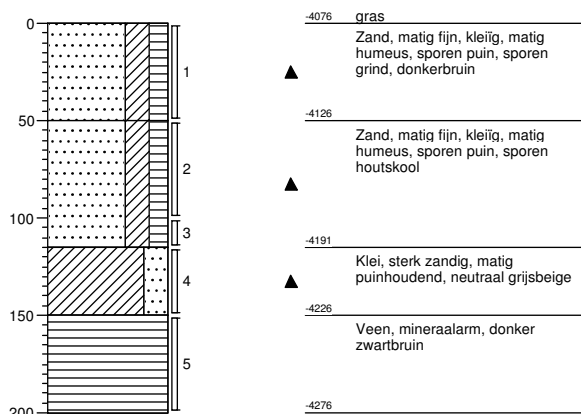 0
-4076
gras
Zand, matig fijn, kleiïg, matig
humeus, sporen puin, sporen
grind, donkerbruin
1
50
-4126
Zand, matig fijn, kleiïg, matig
humeus, sporen puin, sporen
houtskool
2
100
3
-4191
Klei, sterk zandig, matig
puinhoudend, neutraal grijsbeige
4
150
-4226
Veen, mineraalarm, donker
zwartbruin
5
200
-4276